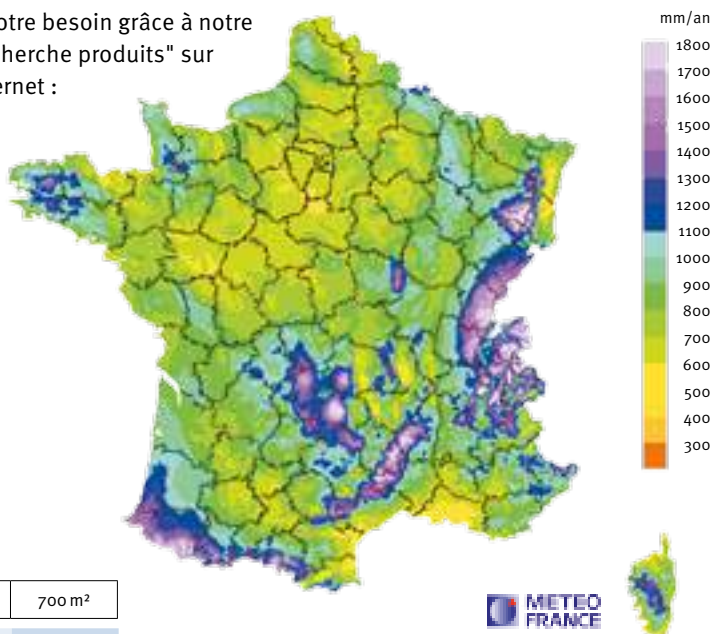 otre besoin grâce à notre
herche produits" sur
ernet :
mm/an
1800
1700
1600
1500
1400
1300
1200
1100
1000
900
800
700
600
500
400
300
700 m²
METEO
FRANCE